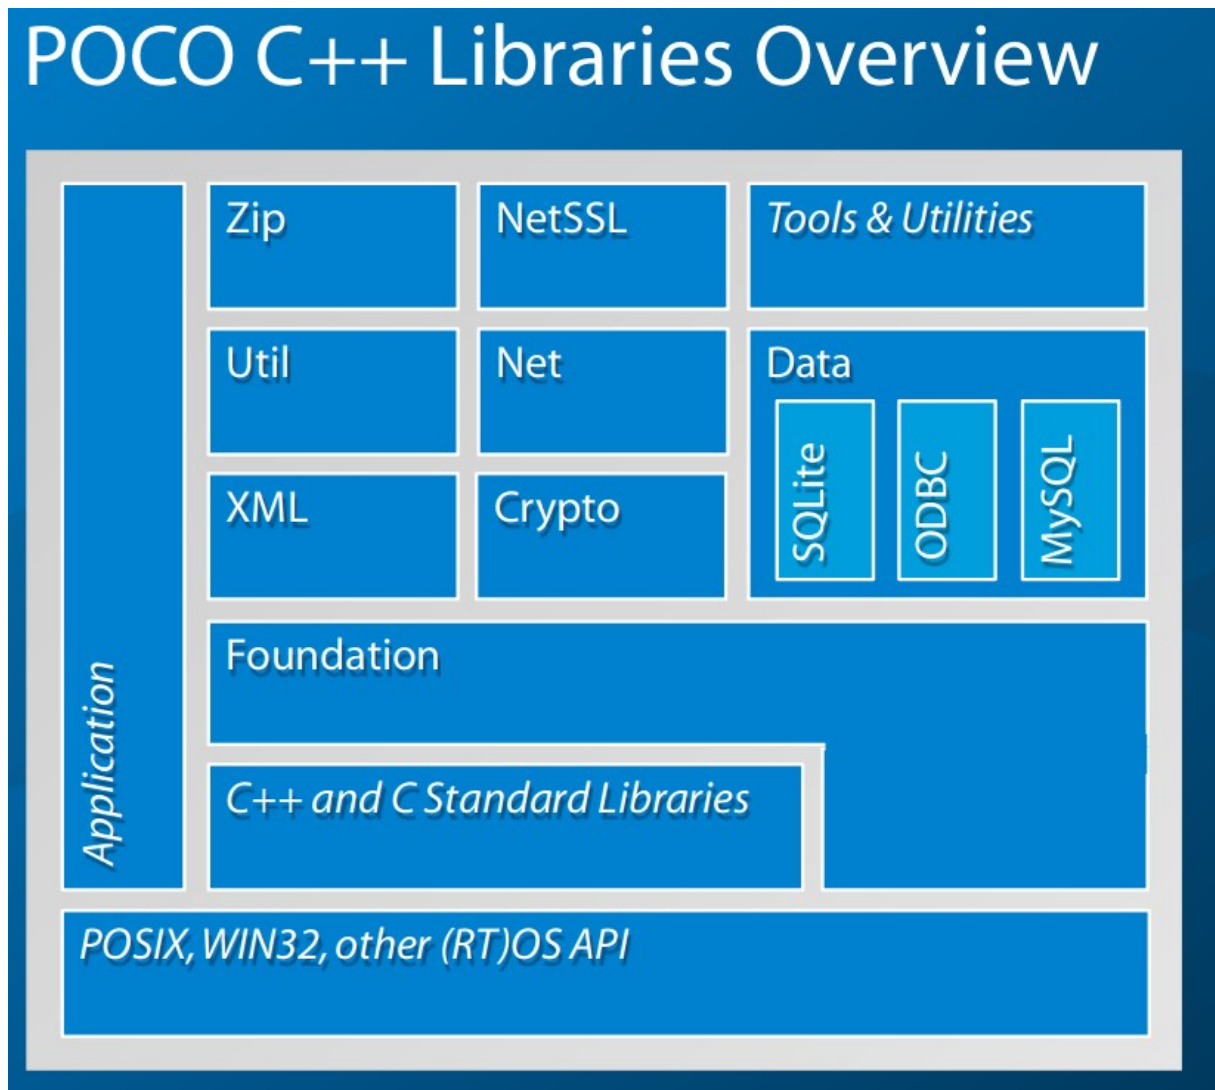 POCO C++ Libraries Overview
Zip
NetSSL
Tools & Utilities
Util
Net
Data
SQLite
ODBC
MySQL
XML
Crypto
Foundation
Application
C++ and C Standard Libraries
POSIX, WIN32, other (RT)OS API